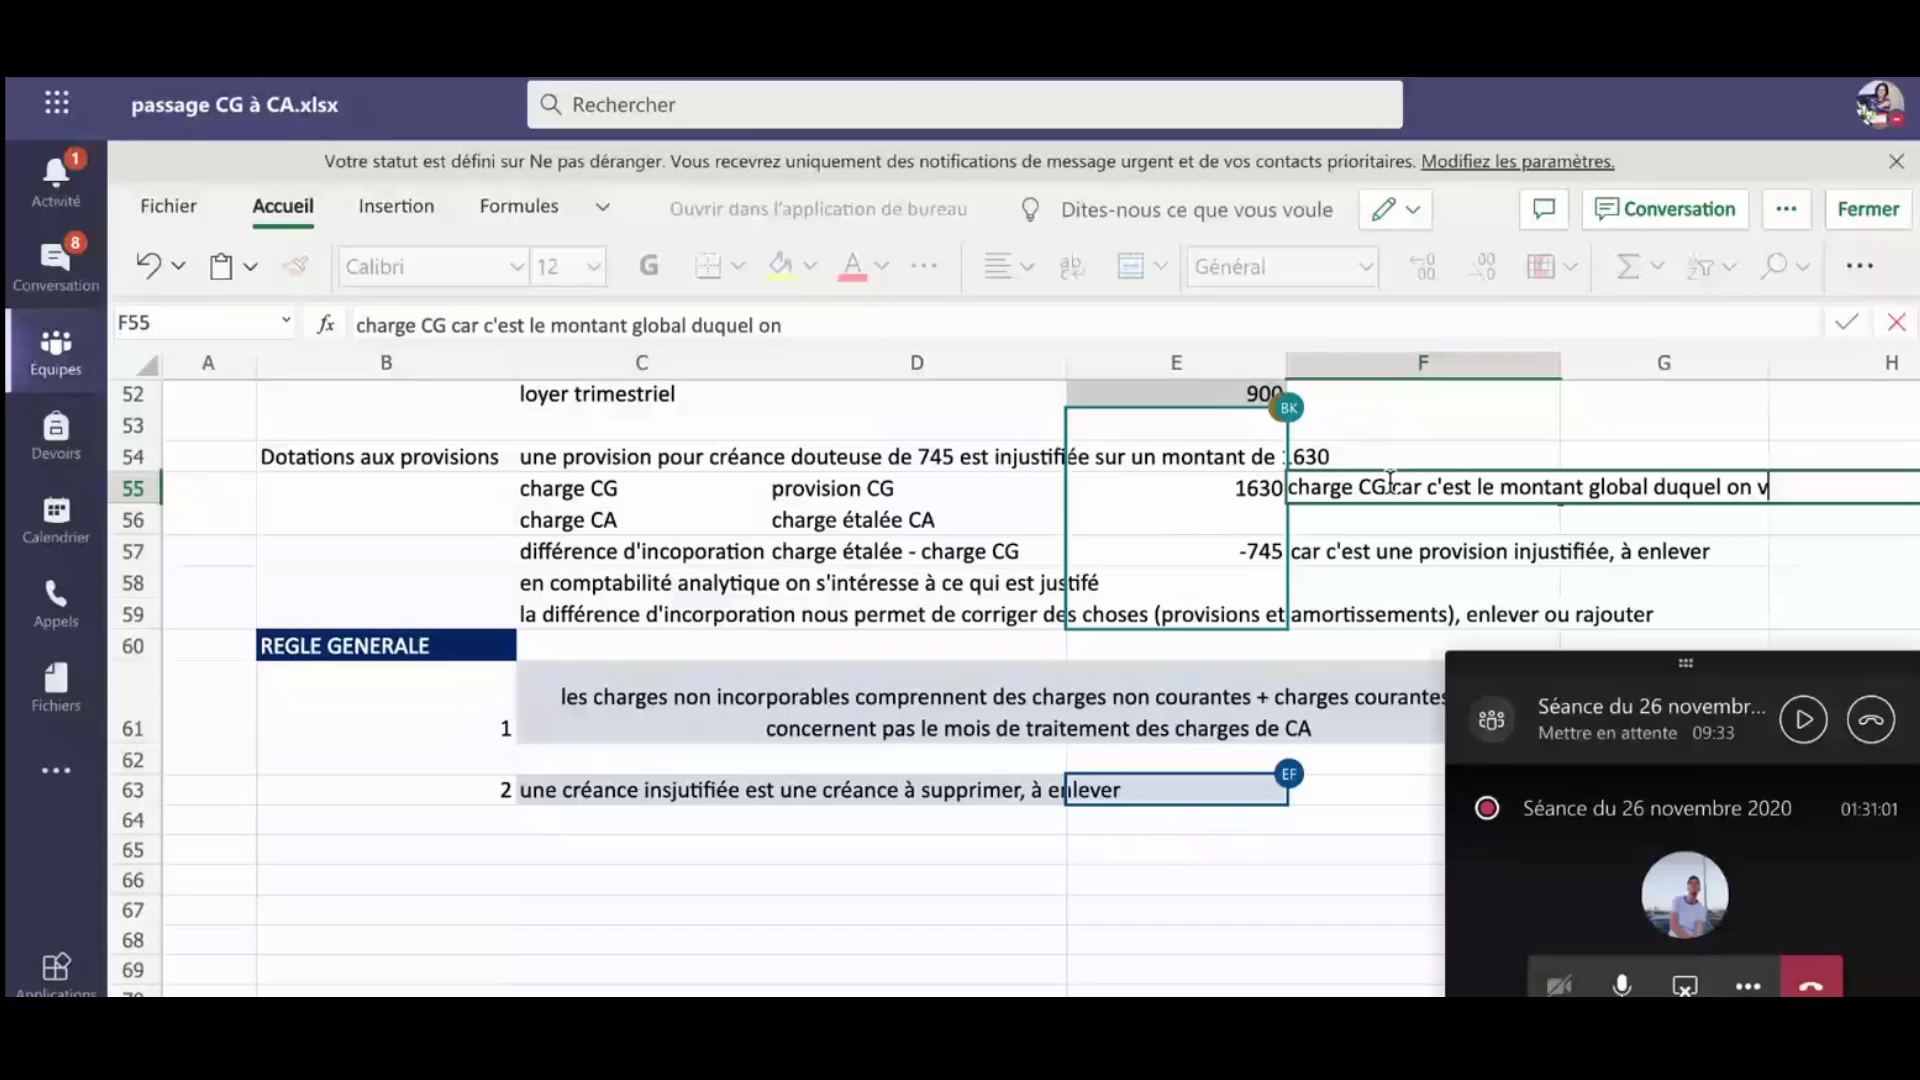 passage CG à CA.xlsx
Rechercher
Votre statut est défini sur Ne pas déranger. Vous recevrez uniquement des notifications de message urgent et de vos contacts prioritaires. Modifiez les paramètres.
1
Activité
8
Conversation
Équipes
Devoirs
Calendrier
Appels
Fichiers
Applications
Fichier Accueil Insertion Formules Ouvrir dans l'application de bureau Dites-nous ce que vous voule Conversation Fermer
Calibri 12 G Général
F55 fx charge CG car c'est le montant global duquel on
A B C D E F G H
52 loyer trimestriel 900
BK
53
54 Dotations aux provisions une provision pour créance douteuse de 745 est injustifiée sur un montant de 1630
55 charge CG provision CG 1630 charge CG car c'est le montant global duquel on v
56 charge CA charge étalée CA
57 différence d'incoporation charge étalée - charge CG -745 car c'est une provision injustifiée, à enlever
58 en comptabilité analytique on s'intéresse à ce qui est justifé
59 la différence d'incorporation nous permet de corriger des choses (provisions et amortissements), enlever ou rajouter
60 REGLE GENERALE
les charges non incorporables comprennent des charges non courantes + charges courantes
61 1 concernent pas le mois de traitement des charges de CA
62
EF
63 2 une créance insjutifiée est une créance à supprimer, à enlever
64
65
66
67
68
69
Séance du 26 novembr...
Mettre en attente 09:33
Séance du 26 novembre 2020 01:31:01